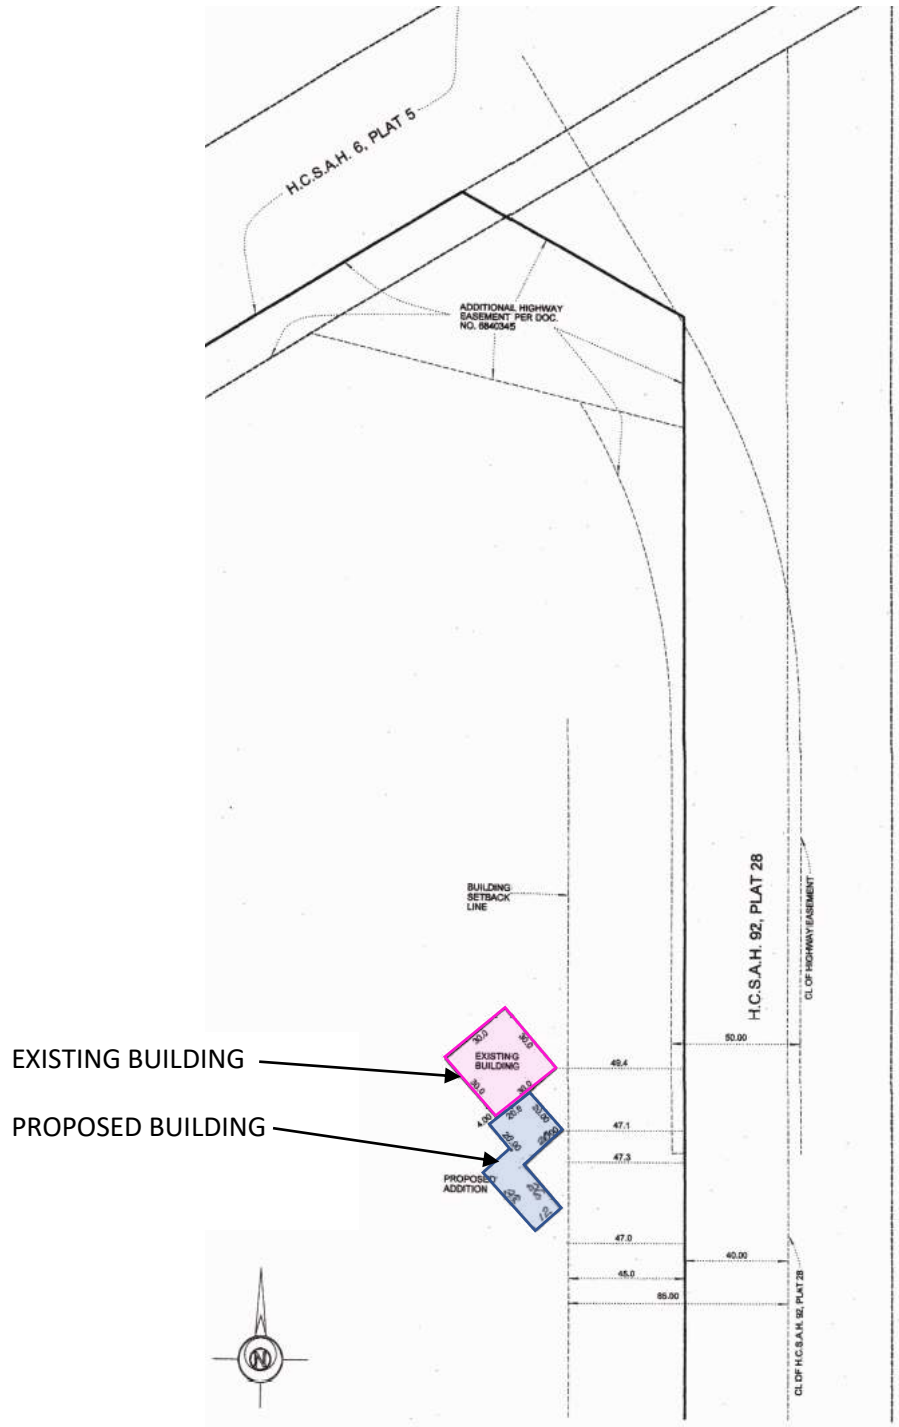 H.C.S.A.H. 6, PLAT 5
ADDITIONAL HIGHWAY
EASEMENT PER DOC.
NO. 6840345
BUILDING
SETBACK
LINE
H.C.S.A.H. 92, PLAT 28
CL OF HIGHWAY EASEMENT
50.00
EXISTING BUILDING
30.0
30.0
EXISTING
BUILDING
30.0
30.0
49.4
PROPOSED BUILDING
4.00
20.00
20.00
47.1
47.3
PROPOSED
ADDITION
12
47.0
40.00
45.0
85.00
CL OF H.C.S.A.H. 92, PLAT 28
N